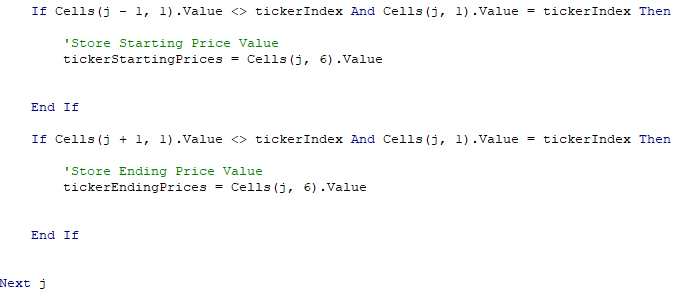 If Cells(j - 1, 1).Value <> tickerIndex And Cells(j, 1).Value = tickerIndex Then
'Store Starting Price Value
tickerStartingPrices = Cells(j, 6).Value
End If
If Cells(j + 1, 1).Value <> tickerIndex And Cells(j, 1).Value = tickerIndex Then
'Store Ending Price Value
tickerEndingPrices = Cells(j, 6).Value
End If
Next j